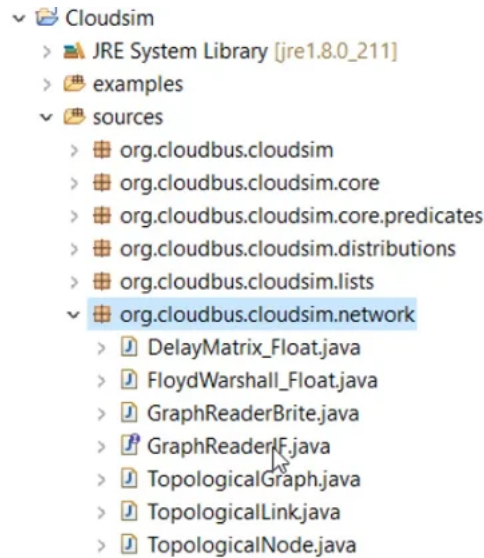 Cloudsim
JRE System Library [jre1.8.0_211]
examples
sources
org.cloudbus.cloudsim
org.cloudbus.cloudsim.core
org.cloudbus.cloudsim.core.predicates
org.cloudbus.cloudsim.distributions
org.cloudbus.cloudsim.lists
org.cloudbus.cloudsim.network
DelayMatrix_Float.java
FloydWarshall_Float.java
GraphReaderBrite.java
GraphReaderIF.java
TopologicalGraph.java
TopologicalLink.java
TopologicalNode.java